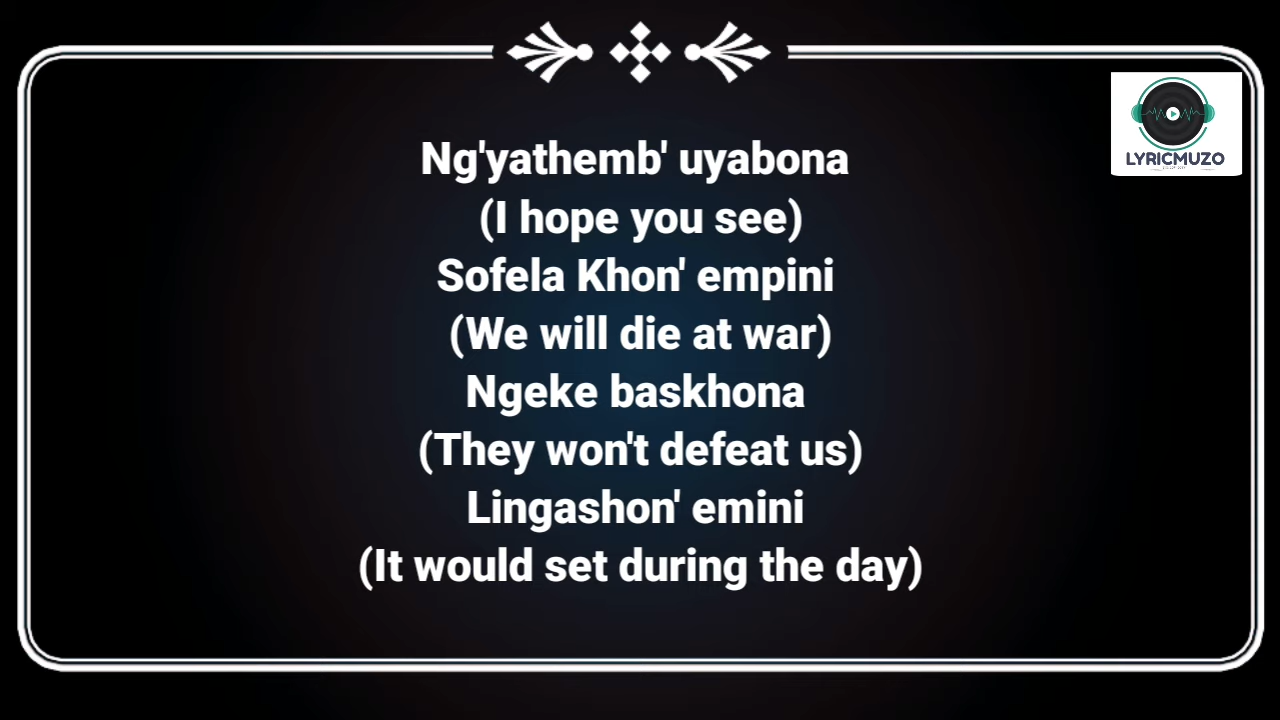 Ng'yathemb' uyabona
(I hope you see)
Sofela Khon' empini
(We will die at war)
Ngeke baskhona
(They won't defeat us)
Lingashon' emini
(It would set during the day)
LYRICMUZO